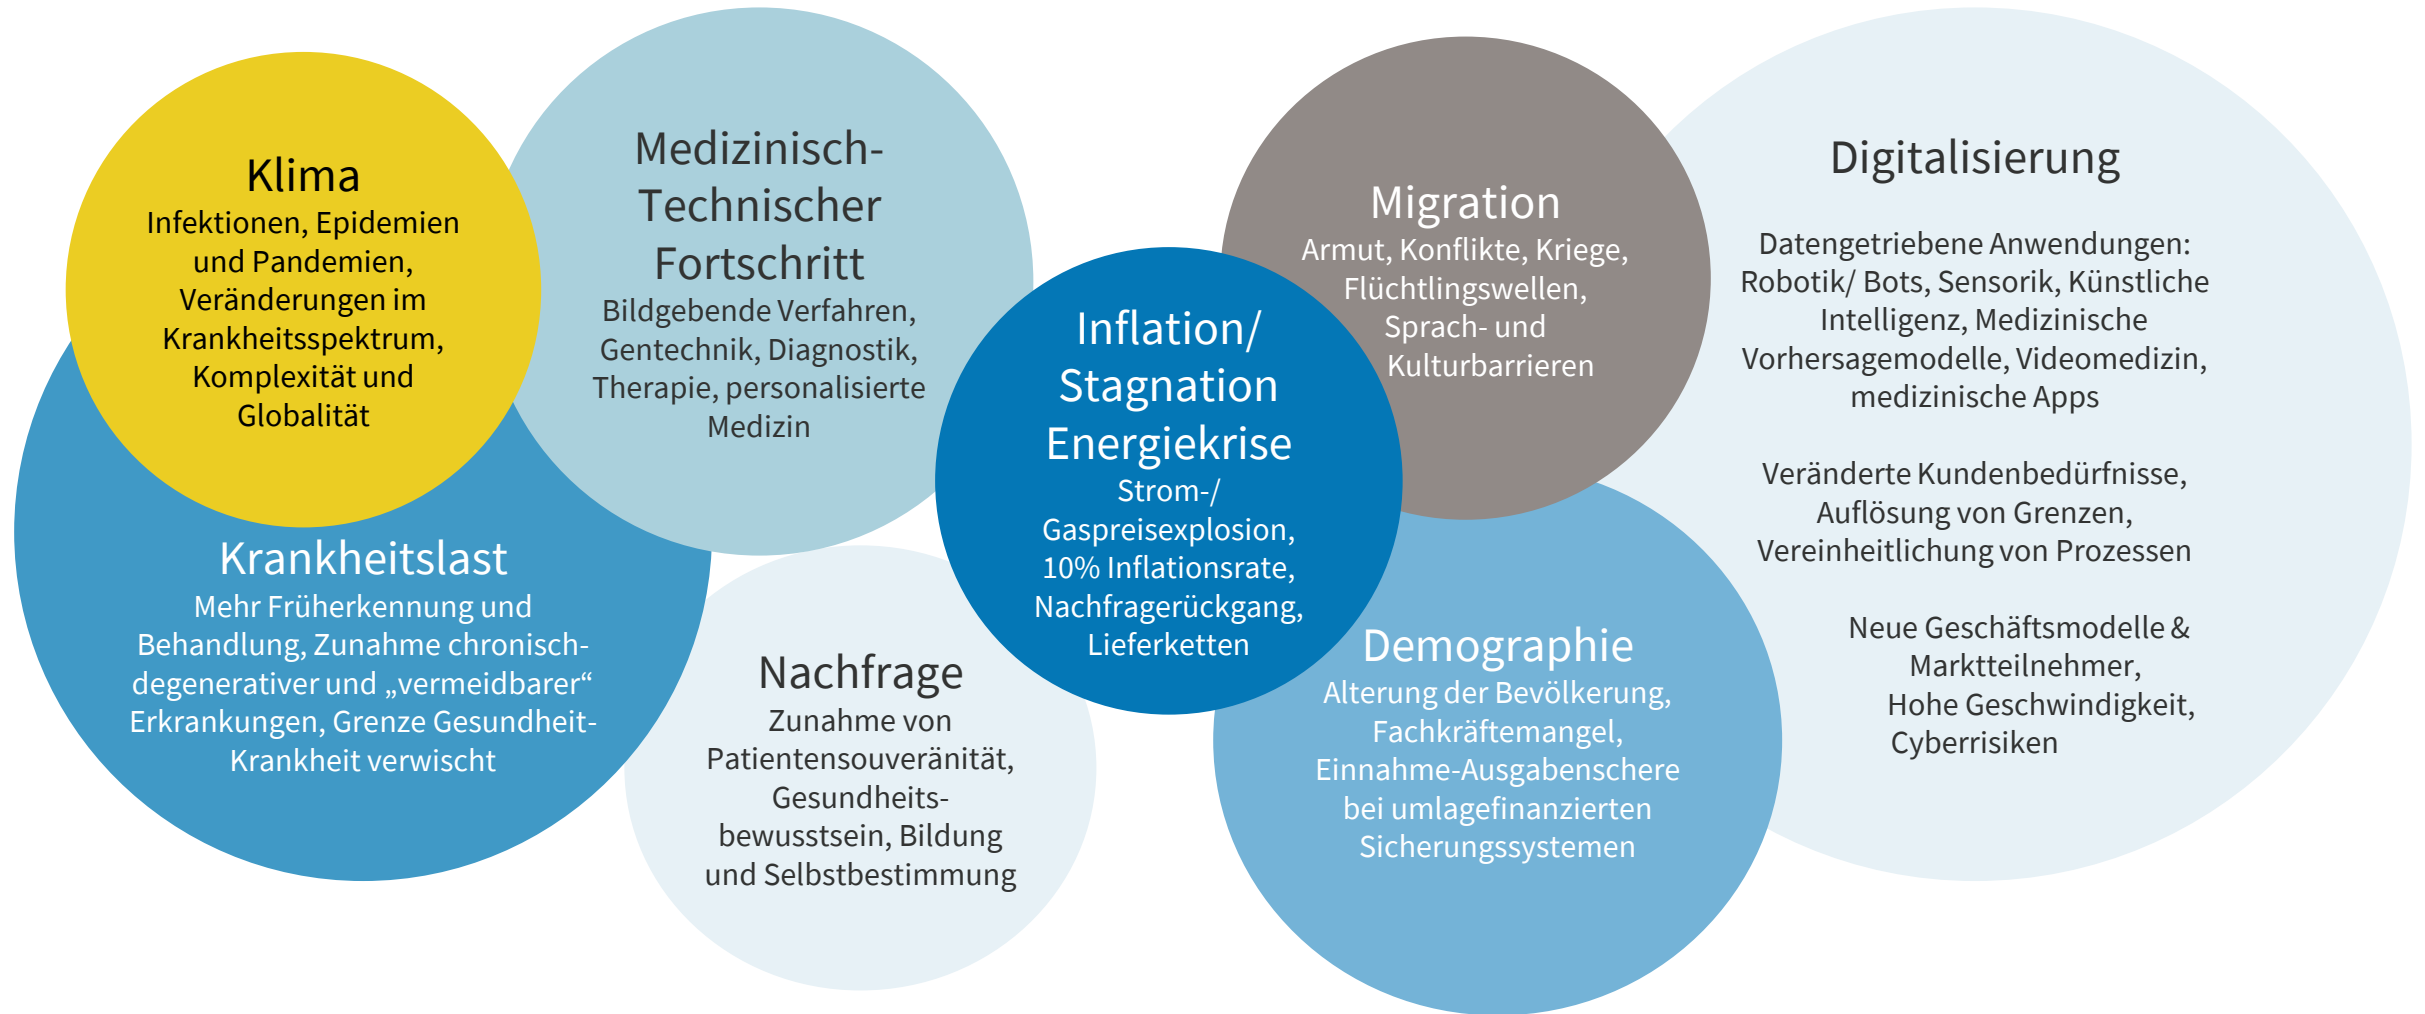 Klima
Infektionen, Epidemien
und Pandemien,
Veränderungen im
Krankheitsspektrum,
Komplexität und
Globalität
Medizinisch-
Technischer
Fortschritt
Bildgebende Verfahren,
Gentechnik, Diagnostik,
Therapie, personalisierte
Medizin
Inflation/
Stagnation
Energiekrise
Strom-/
Gaspreisexplosion,
10% Inflationsrate,
Nachfragerückgang,
Lieferketten
Migration
Armut, Konflikte, Kriege,
Flüchtlingswellen,
Sprach- und
Kulturbarrieren
Digitalisierung
Datengetriebene Anwendungen:
Robotik/ Bots, Sensorik, Künstliche
Intelligenz, Medizinische
Vorhersagemodelle, Videomedizin,
medizinische Apps
Veränderte Kundenbedürfnisse,
Auflösung von Grenzen,
Vereinheitlichung von Prozessen
Neue Geschäftsmodelle &
Marktteilnehmer,
Hohe Geschwindigkeit,
Cyberrisiken
Krankheitslast
Mehr Früherkennung und
Behandlung, Zunahme chronisch-
degenerativer und „vermeidbarer“
Erkrankungen, Grenze Gesundheit-
Krankheit verwischt
Nachfrage
Zunahme von
Patientensouveränität,
Gesundheits-
bewusstsein, Bildung
und Selbstbestimmung
Demographie
Alterung der Bevölkerung,
Fachkräftemangel,
Einnahme-Ausgabenschere
bei umlagefinanzierten
Sicherungssystemen